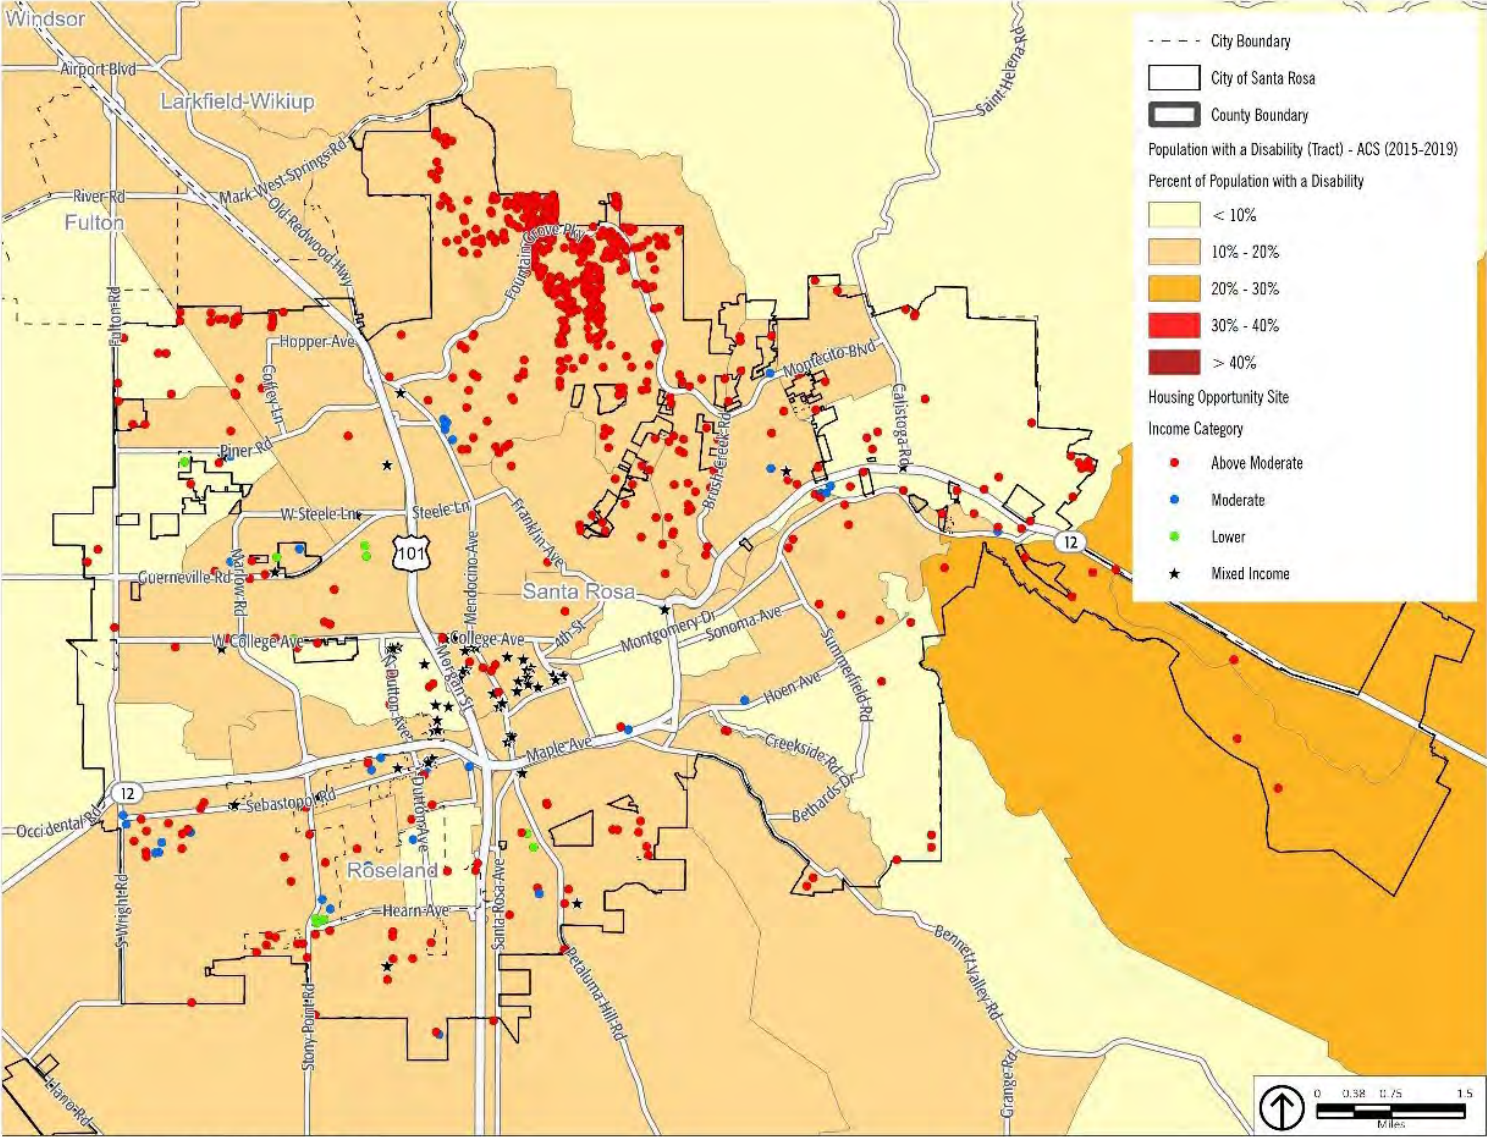 Windsor
Airport Blvd
Larkfield-Wikiup
Saint-Helena-Rd
Mark-West-Springs-Rd
River-Rd
Fulton
Old-Redwood-Hwy
Fountain
Grove-Pky
Fulton-Rd
Hopper-Ave
Coffey-Ln
Montecito-Blvd
Calistoga-Rd
Brush-Creek-Rd
Piner-Rd
W-Steele-Ln
Steele-Ln
Franklin-Ave
101
12
Guerneville-Rd
Marlow-Rd
Mendocino-Ave
Santa Rosa
W-College-Ave
College-Ave
4th-St
Montgomery-Dr
Sonoma-Ave
Summerfield-Rd
N-Dutton-Ave
Morgan-St
Hoen-Ave
Creekside-Rd
Bethards-Dr
Maple-Ave
12
Sebastopol-Rd
Occidental-Rd
Dutton-Ave
Roseland
S-Wright-Rd
Hearn-Ave
Santa-Rosa-Ave
Stony-Point-Rd
Petaluma-Hill-Rd
Bennett-Valley-Rd
Grange-Rd
Llano-Rd
City Boundary
City of Santa Rosa
County Boundary
Population with a Disability (Tract) - ACS (2015-2019)
Percent of Population with a Disability
< 10%
10% - 20%
20% - 30%
30% - 40%
> 40%
Housing Opportunity Site
Income Category
Above Moderate
Moderate
Lower
Mixed Income
0 0.38 0.75 1.5
Miles